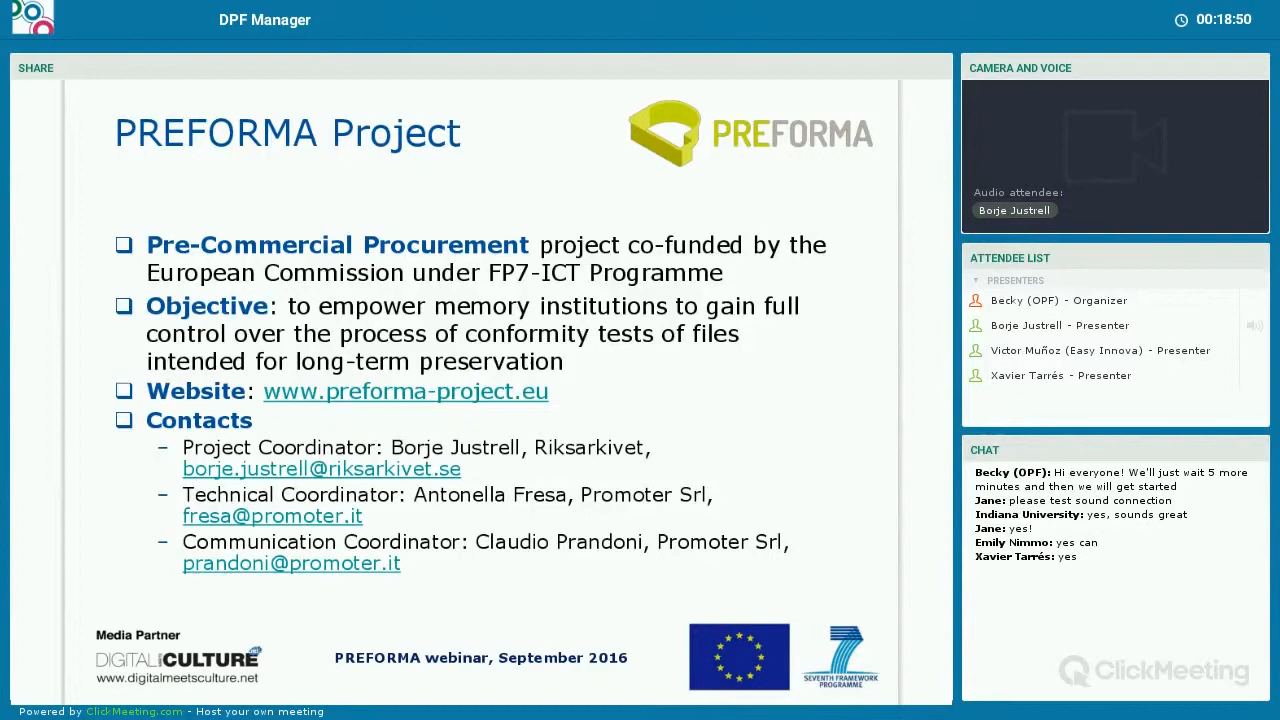 DPF Manager
00:18:50
SHARE
PREFORMA Project
PREFORMA
❑ Pre-Commercial Procurement project co-funded by the
European Commission under FP7-ICT Programme
❑ Objective: to empower memory institutions to gain full
control over the process of conformity tests of files
intended for long-term preservation
❑ Website: www.preforma-project.eu
❑ Contacts
– Project Coordinator: Borje Justrell, Riksarkivet,
borje.justrell@riksarkivet.se
– Technical Coordinator: Antonella Fresa, Promoter Srl,
fresa@promoter.it
– Communication Coordinator: Claudio Prandoni, Promoter Srl,
prandoni@promoter.it
Media Partner
DIGITAL CULTURE
www.digitalmeetsculture.net
PREFORMA webinar, September 2016
SEVENTH FRAMEWORK
PROGRAMME
CAMERA AND VOICE
Audio attendee:
Borje Justrell
ATTENDEE LIST
PRESENTERS
Becky (OPF) - Organizer
Borje Justrell - Presenter
Victor Muñoz (Easy Innova) - Presenter
Xavier Tarrés - Presenter
CHAT
Becky (OPF): Hi everyone! We'll just wait 5 more
minutes and then we will get started
Jane: please test sound connection
Indiana University: yes, sounds great
Jane: yes!
Emily Nimmo: yes can
Xavier Tarrés: yes
ClickMeeting
Powered by ClickMeeting.com - Host your own meeting